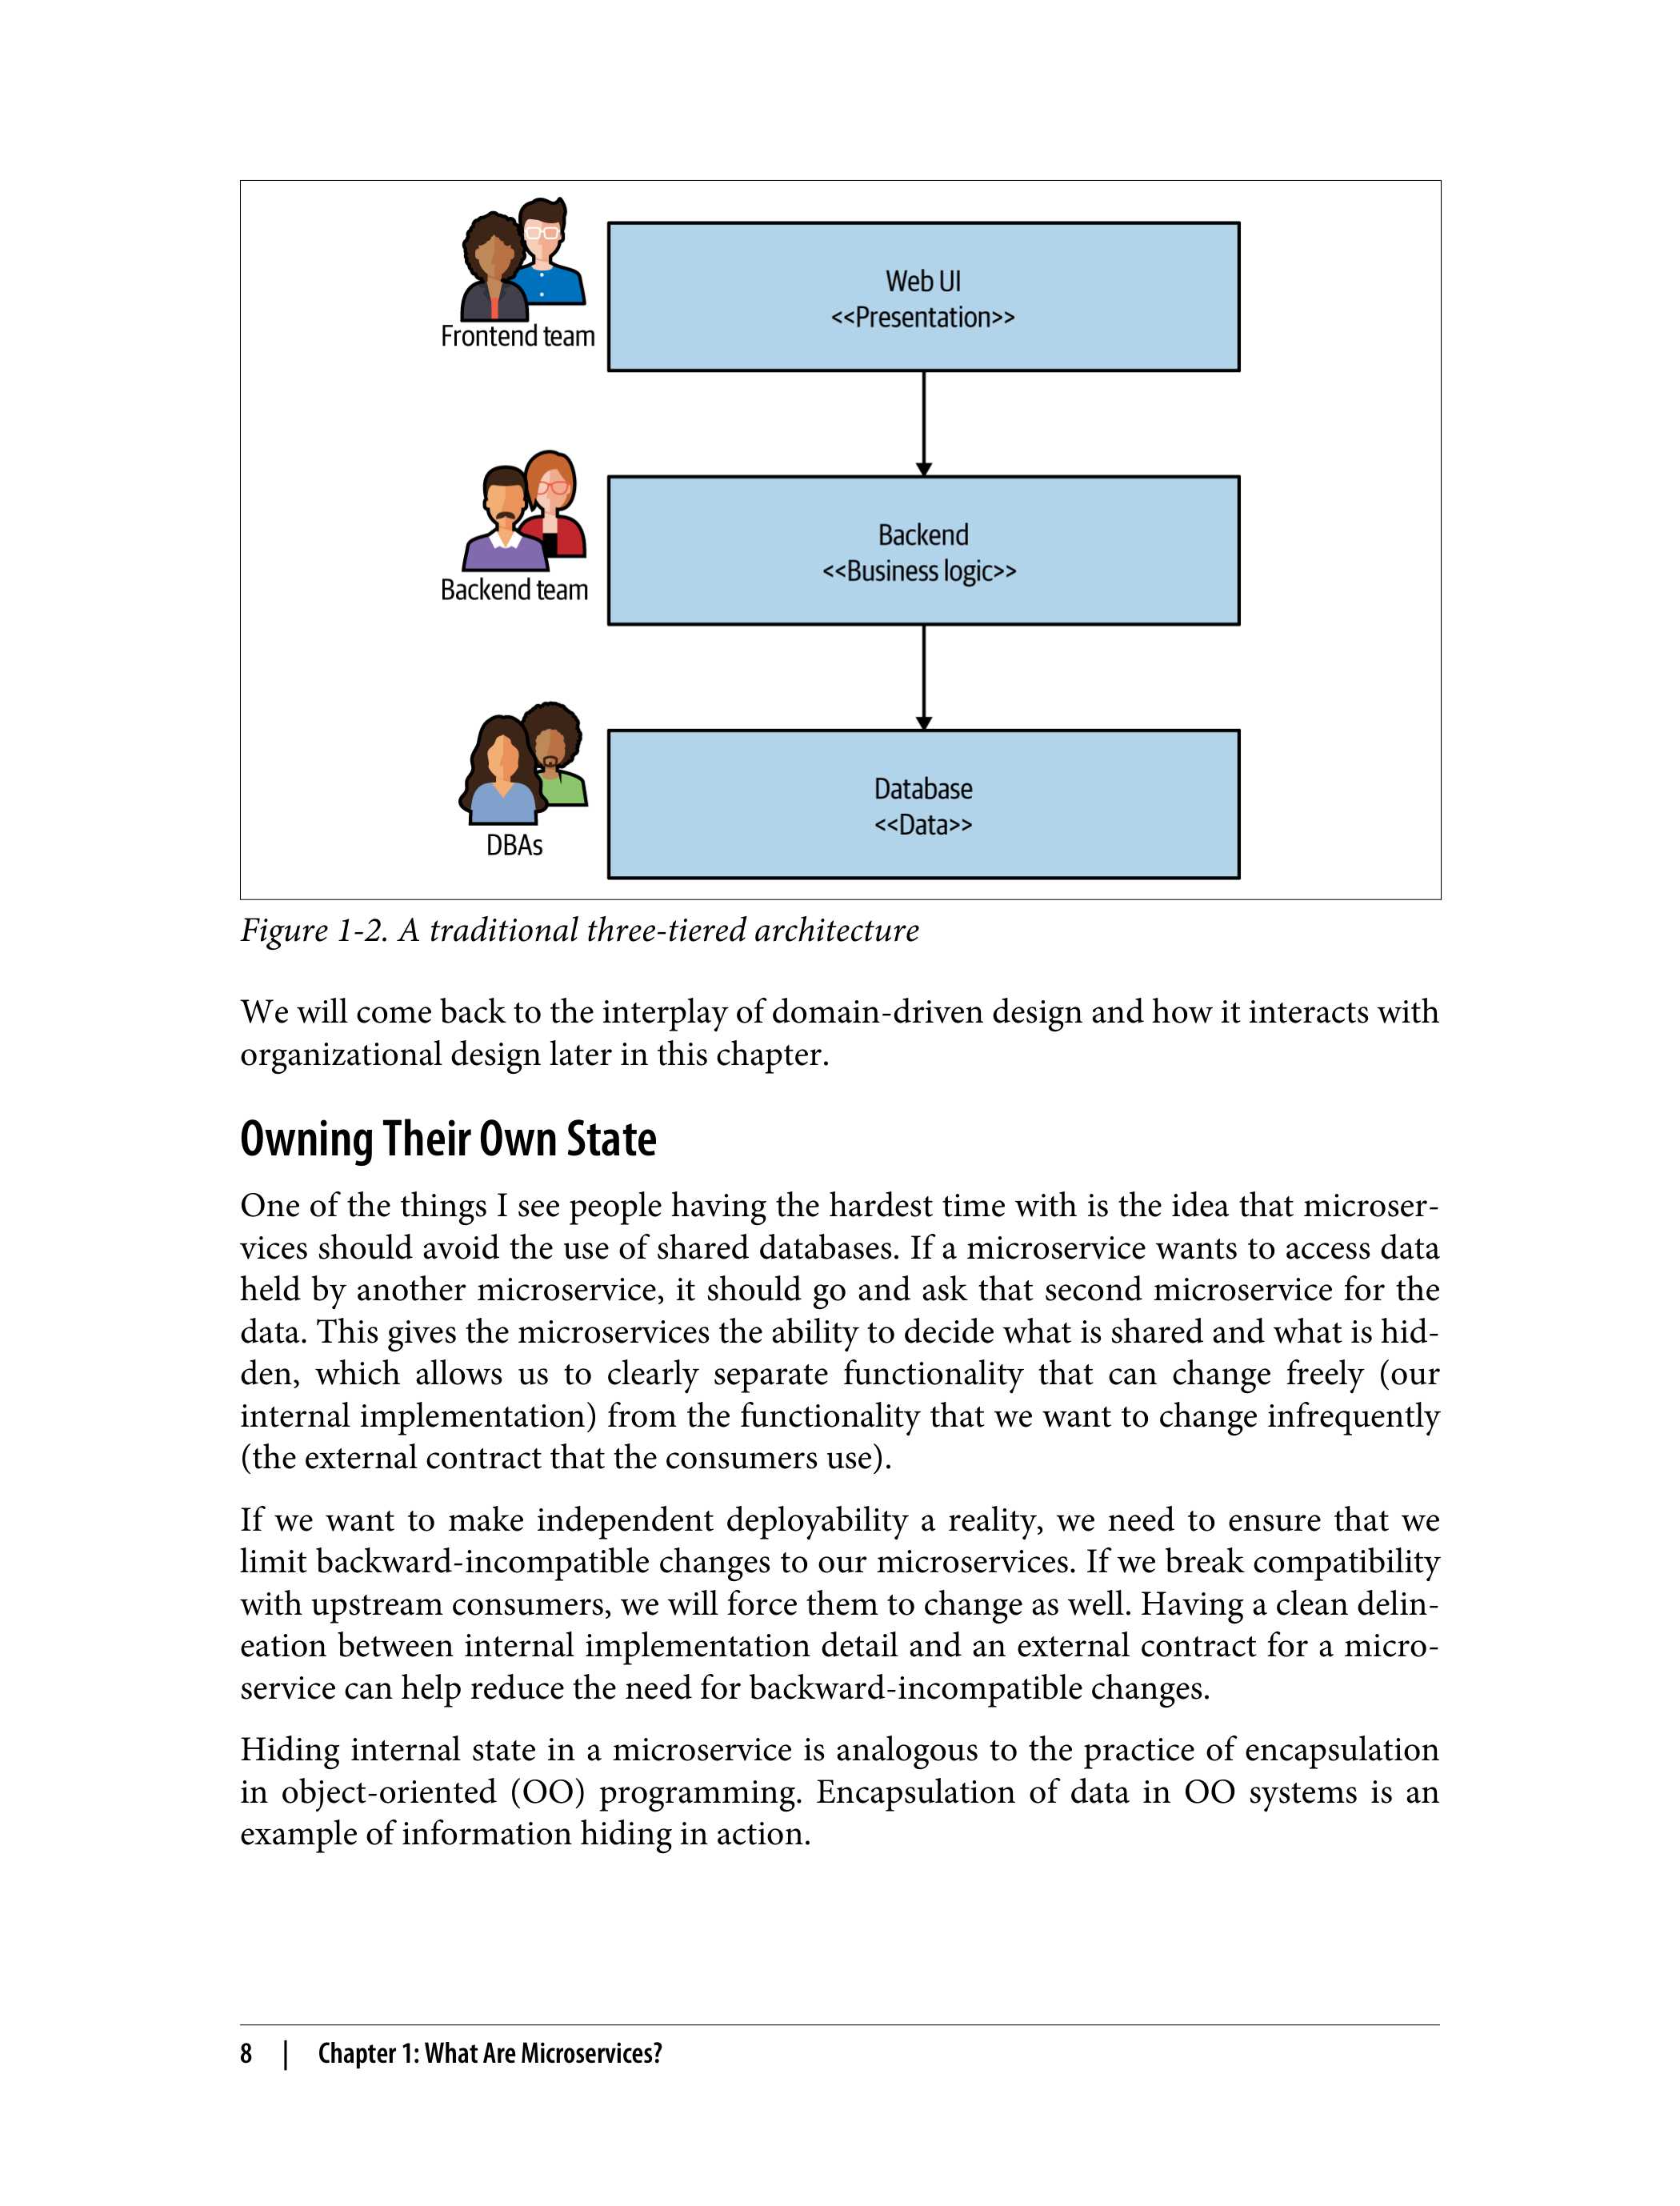 Web UI
<<Presentation>>
Frontend team
Backend
<<Business logic>>
Backend team
Database
<<Data>>
DBAs
Figure 1-2. A traditional three-tiered architecture
We will come back to the interplay of domain-driven design and how it interacts with
organizational design later in this chapter.
Owning Their Own State
One of the things I see people having the hardest time with is the idea that microser-
vices should avoid the use of shared databases. If a microservice wants to access data
held by another microservice, it should go and ask that second microservice for the
data. This gives the microservices the ability to decide what is shared and what is hid-
den, which allows us to clearly separate functionality that can change freely (our
internal implementation) from the functionality that we want to change infrequently
(the external contract that the consumers use).
If we want to make independent deployability a reality, we need to ensure that we
limit backward-incompatible changes to our microservices. If we break compatibility
with upstream consumers, we will force them to change as well. Having a clean delin-
eation between internal implementation detail and an external contract for a micro-
service can help reduce the need for backward-incompatible changes.
Hiding internal state in a microservice is analogous to the practice of encapsulation
in object-oriented (OO) programming. Encapsulation of data in OO systems is an
example of information hiding in action.
8 | Chapter 1: What Are Microservices?